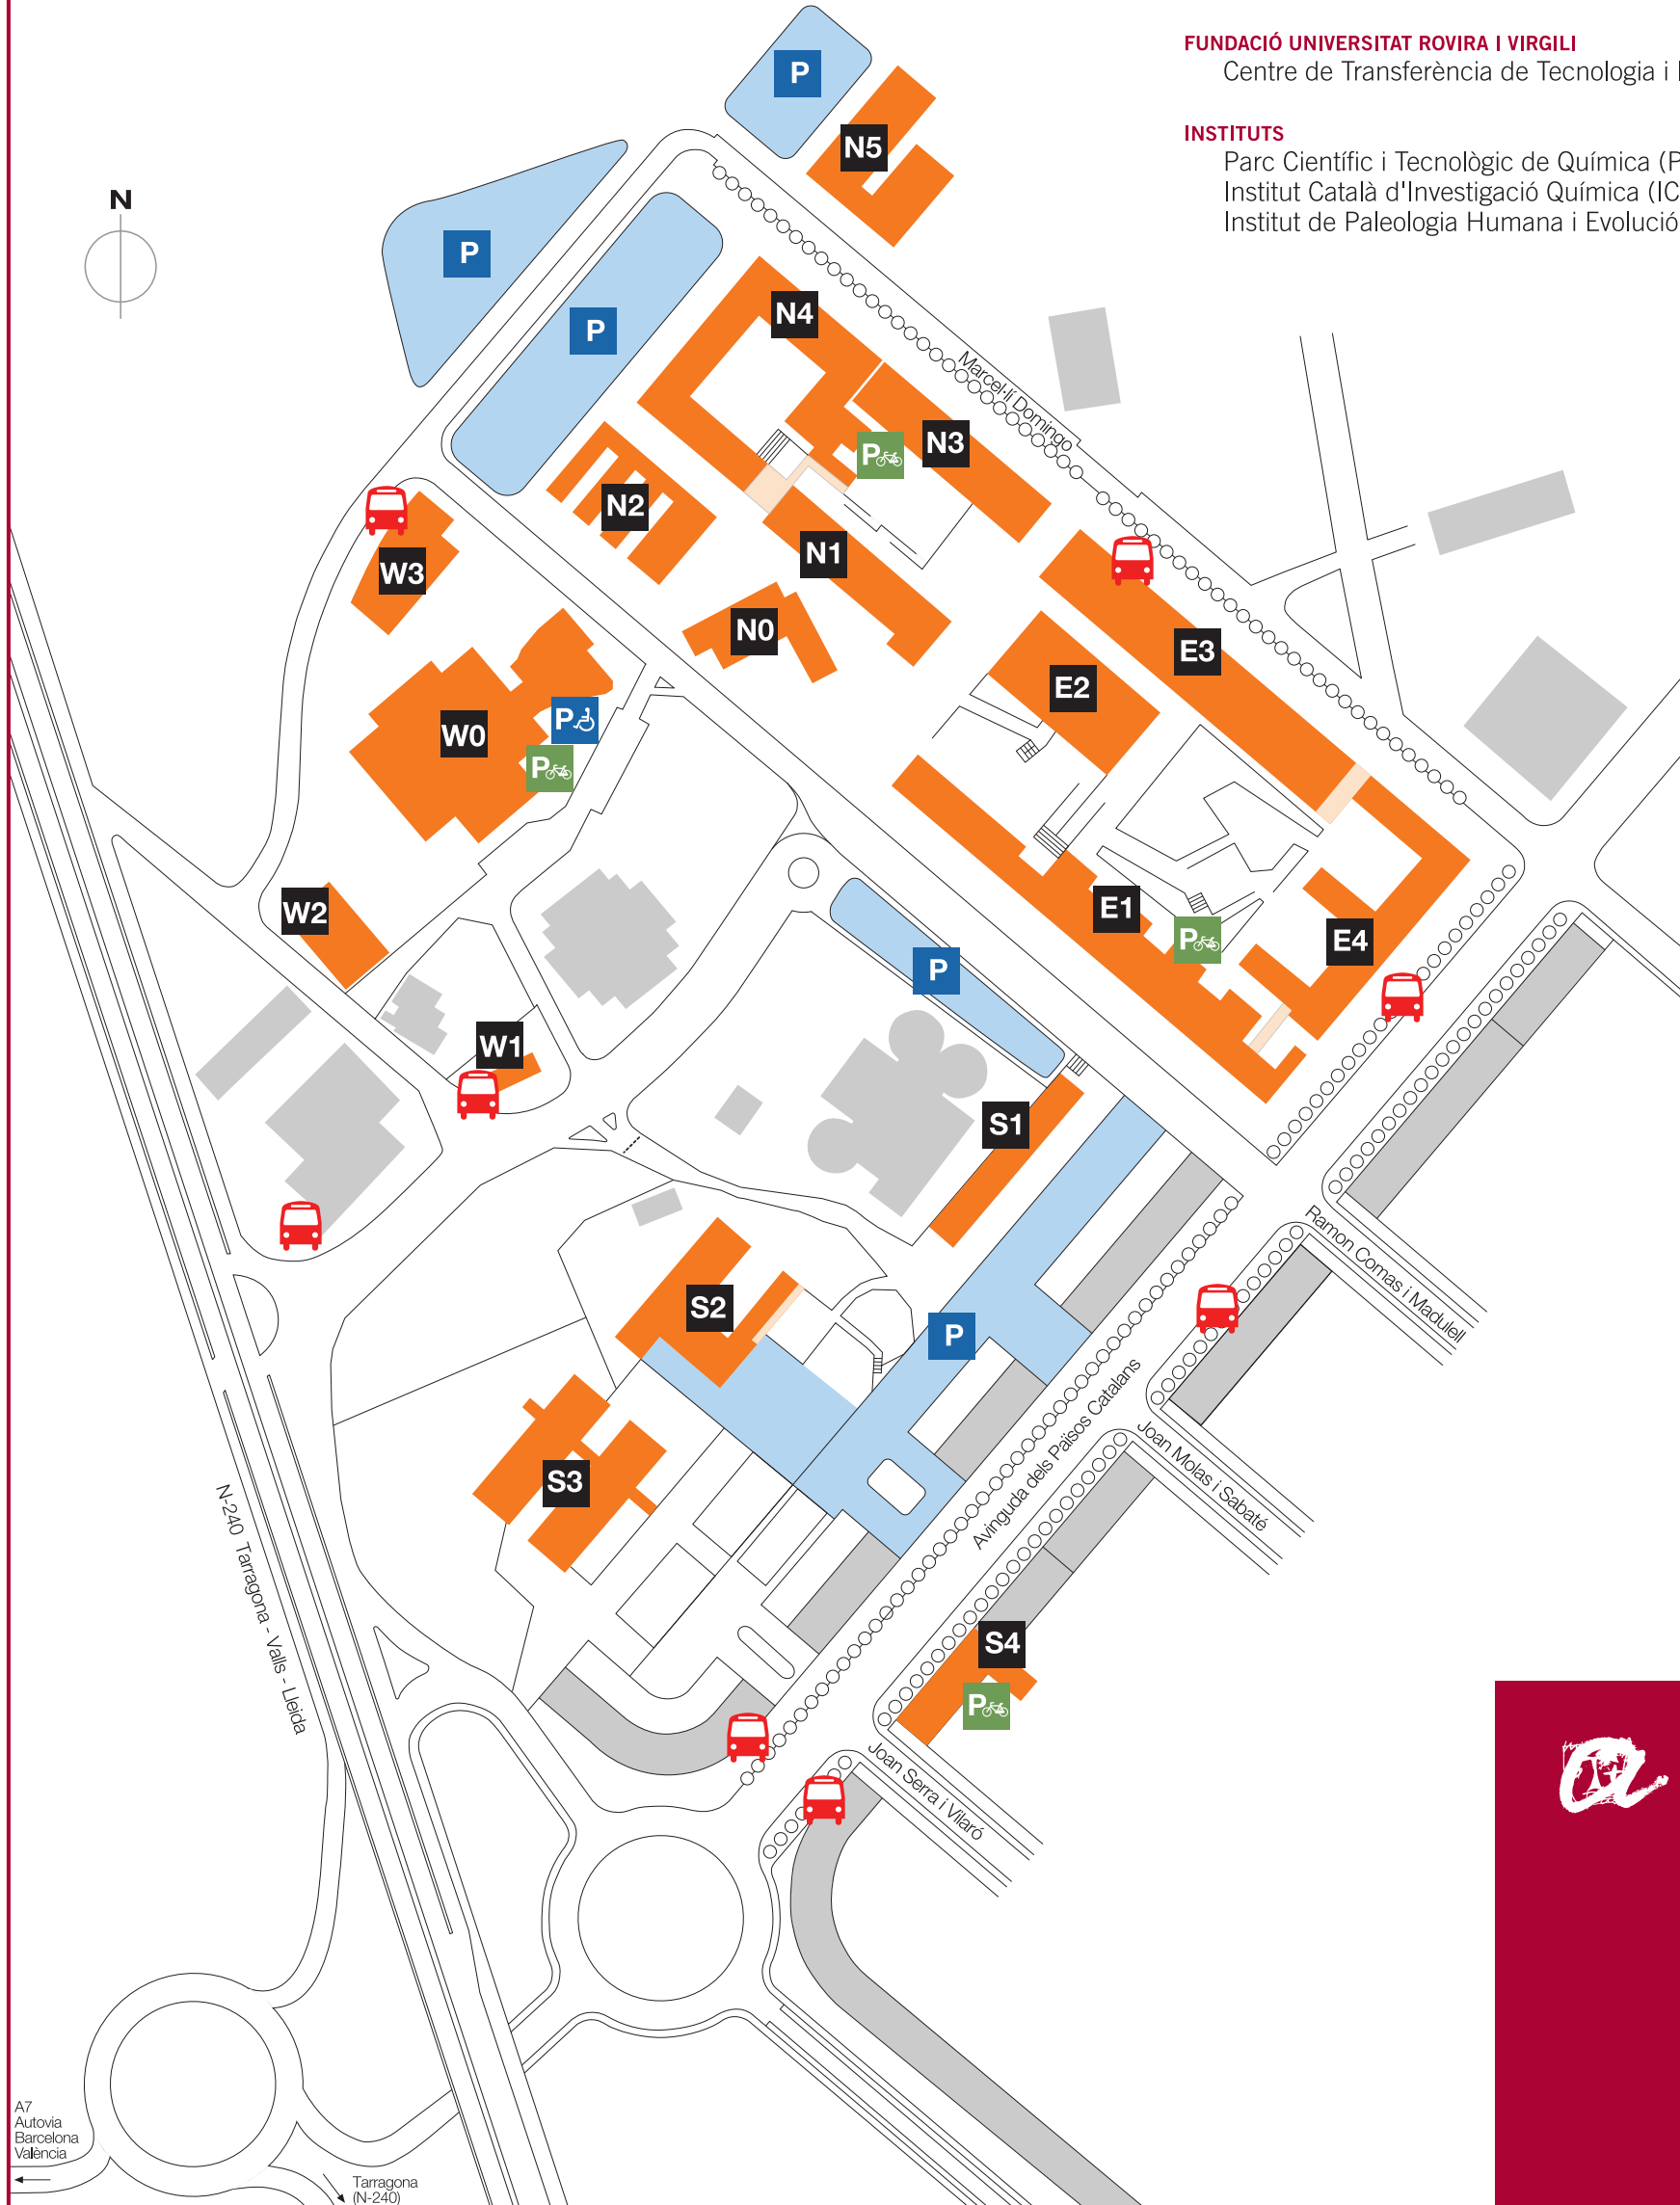 FUNDACIÓ UNIVERSITAT ROVIRA I VIRGILI
Centre de Transferència de Tecnologia i
INSTITUTS
Parc Científic i Tecnològic de Química (P
Institut Català d'Investigació Química (IC
Institut de Paleologia Humana i Evolució
N
P
N5
P
P
N4
Marcel·lí Domingo
N3
P
N2
N1
W3
N0
E3
E2
W0
P
P
W2
E1
P
E4
P
W1
S1
Ramon Comas i Madulell
S2
P
Avinguda dels Països Catalans
Joan Molas i Sabaté
S3
N-240 Tarragona - Valls - Lleida
S4
P
Joan Serra i Vilaró
A7
Autovia
Barcelona
València
Tarragona
(N-240)